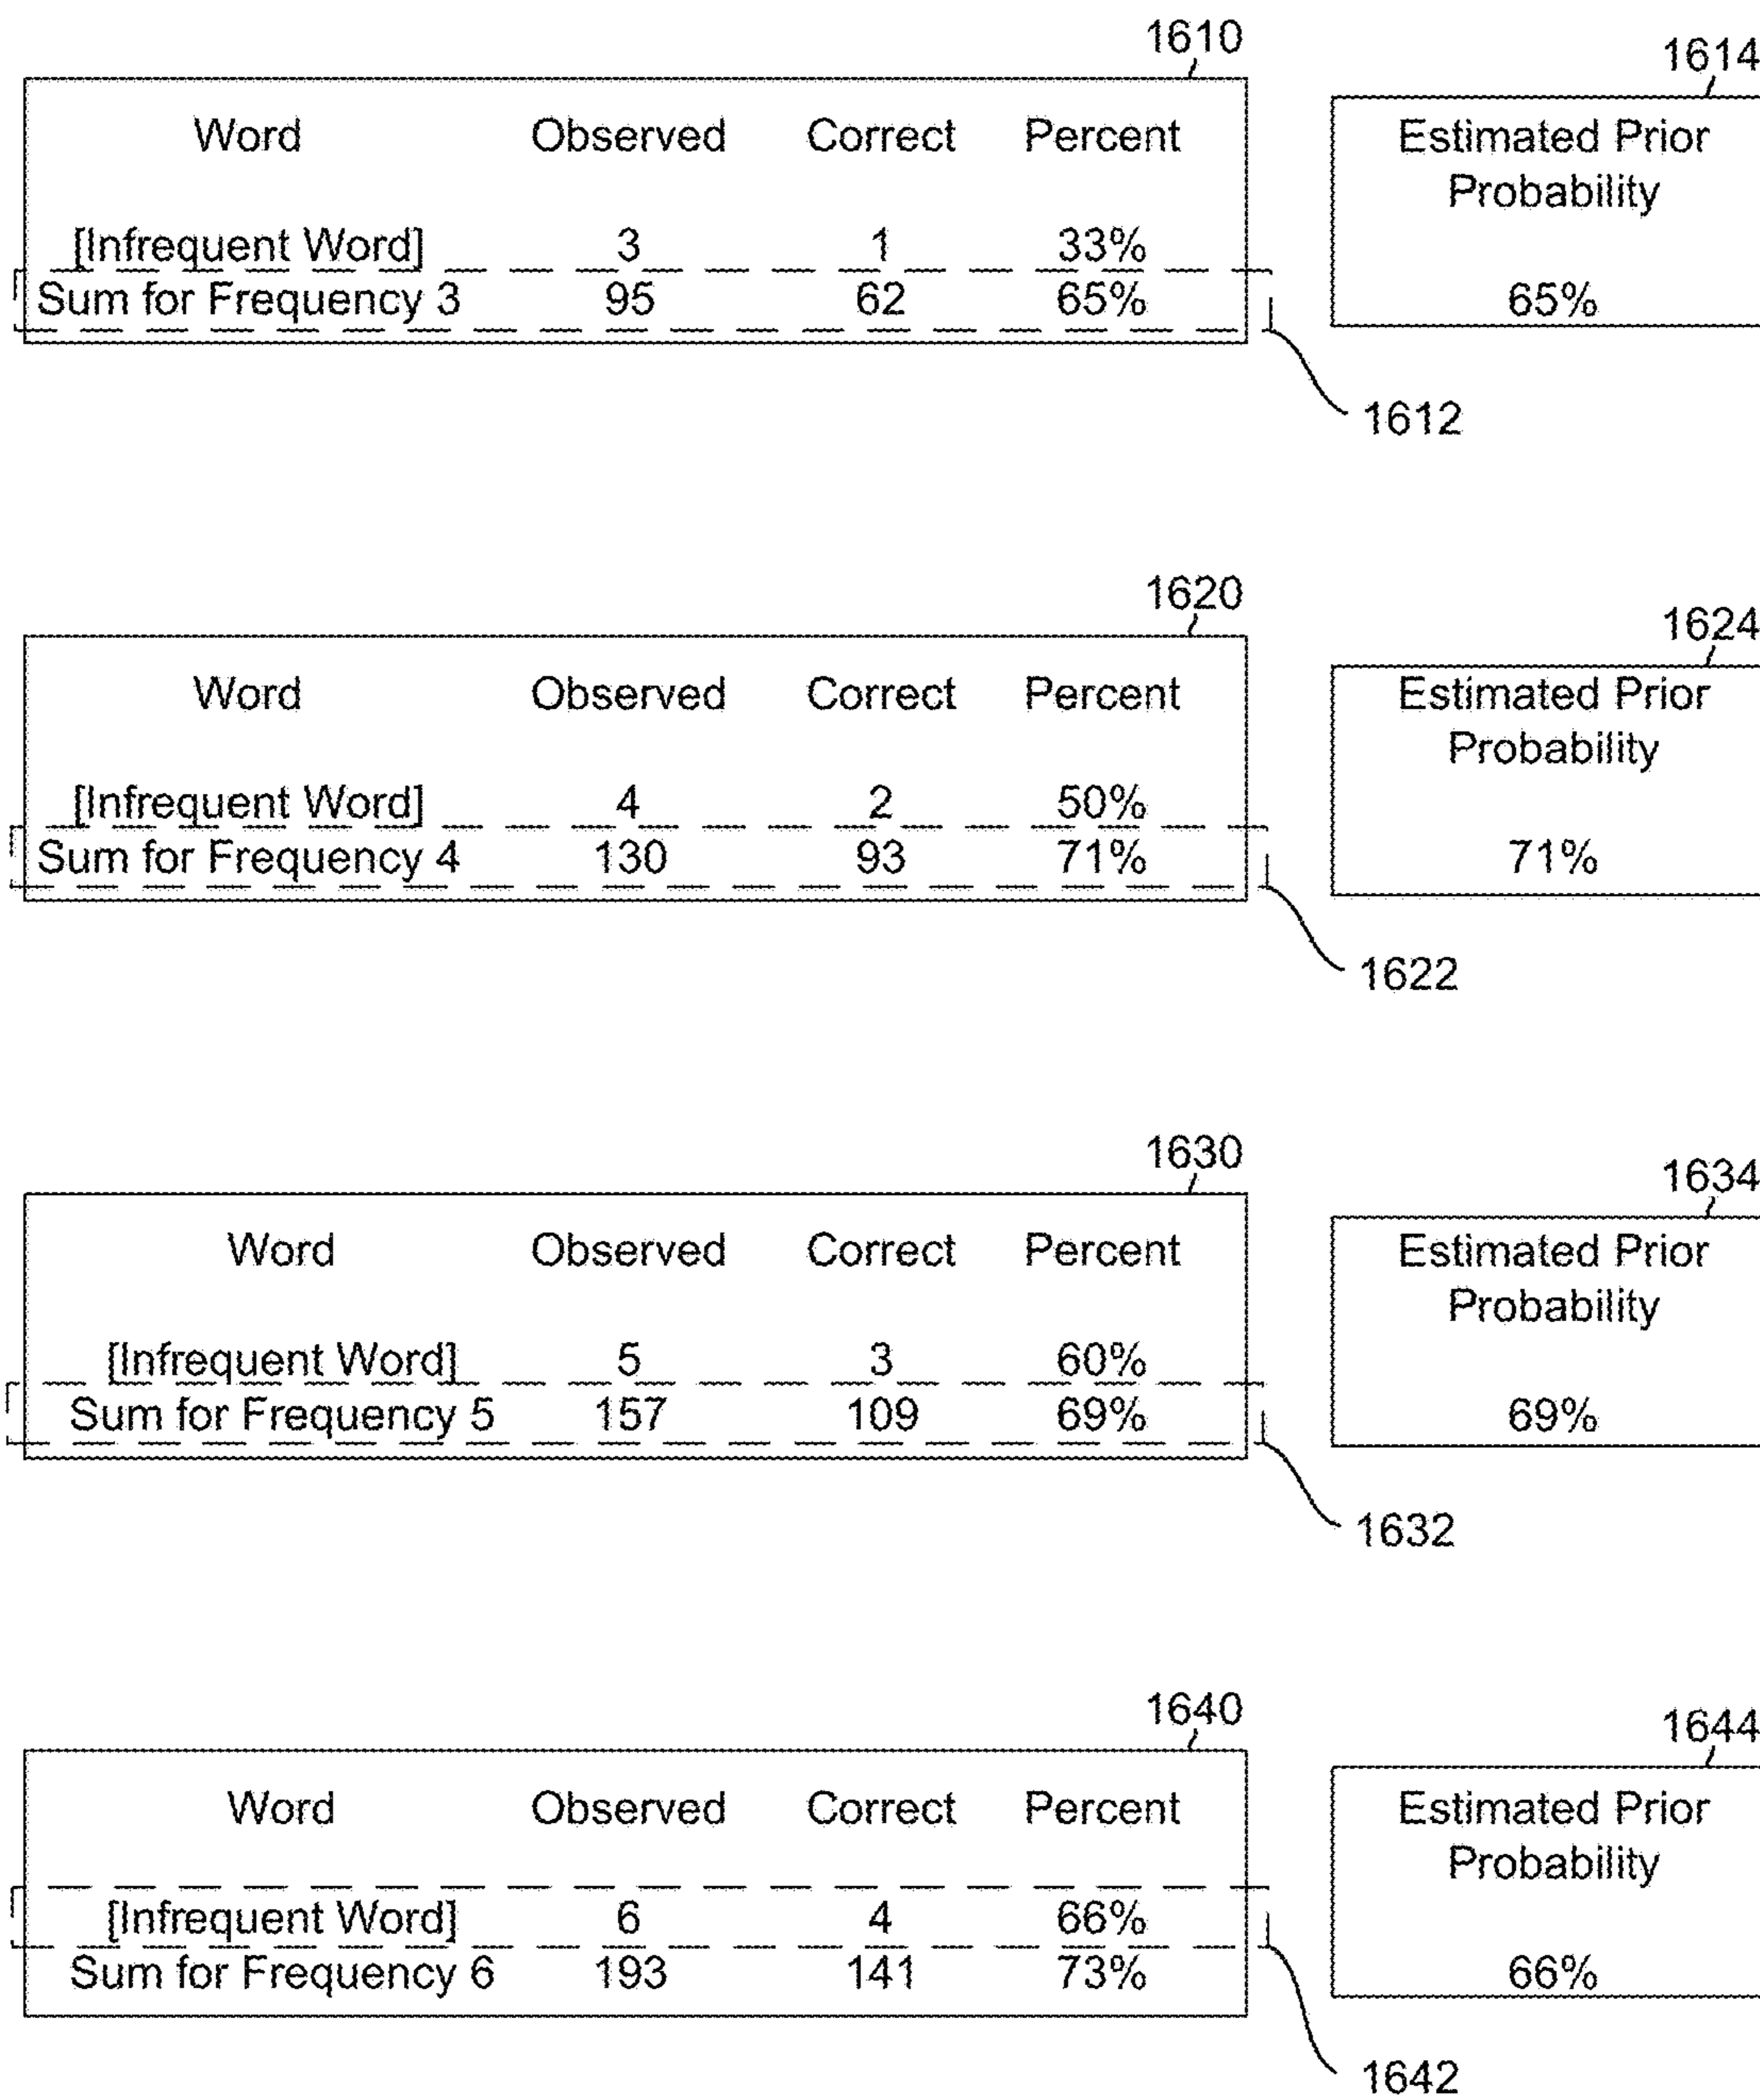 1610
Word Observed Correct Percent
[Infrequent Word] 3 1 33%
Sum for Frequency 3 95 62 65%
1612
1614
Estimated Prior
Probability
65%
1620
Word Observed Correct Percent
[Infrequent Word] 4 2 50%
Sum for Frequency 4 130 93 71%
1622
1624
Estimated Prior
Probability
71%
1630
Word Observed Correct Percent
[Infrequent Word] 5 3 60%
Sum for Frequency 5 157 109 69%
1632
1634
Estimated Prior
Probability
69%
1640
Word Observed Correct Percent
[Infrequent Word] 6 4 66%
Sum for Frequency 6 193 141 73%
1642
1644
Estimated Prior
Probability
66%